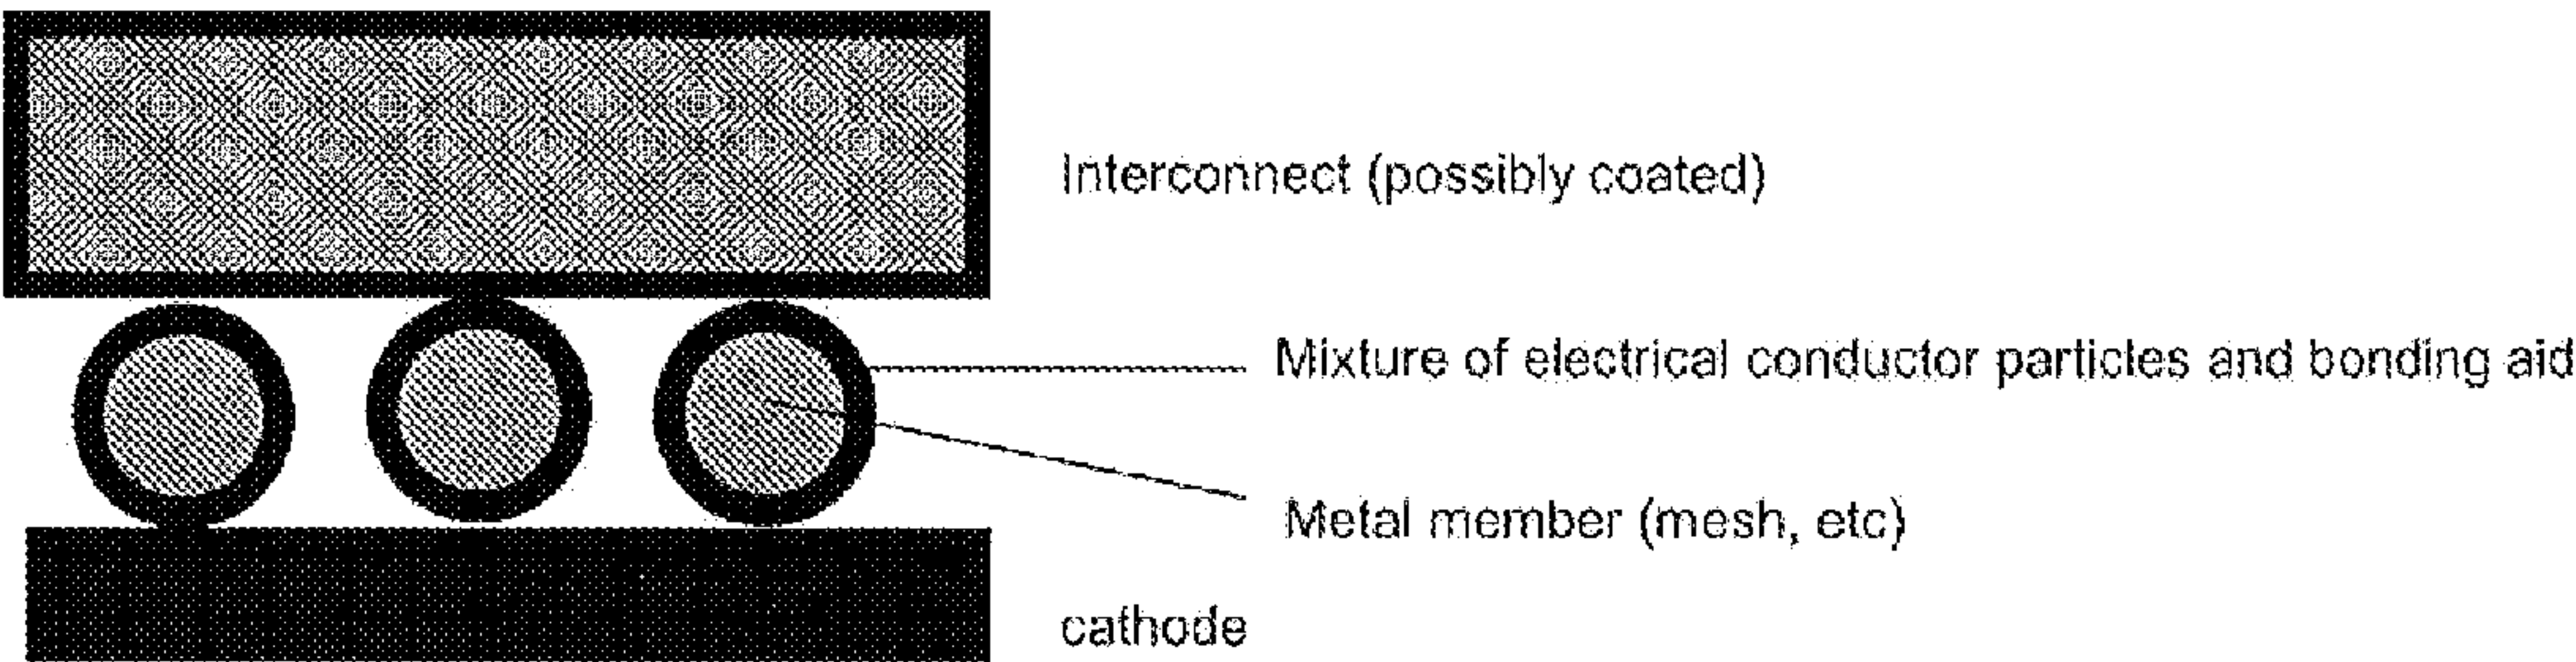 Interconnect (possibly coated)
Mixture of electrical conductor particles and bonding aid
Metal member (mesh, etc)
cathode